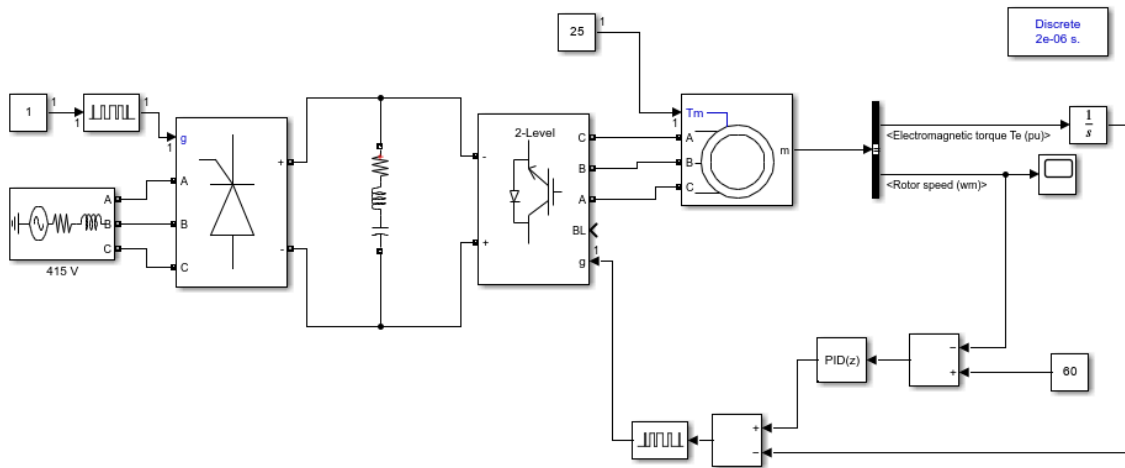 Discrete
2e-06 s.
25
1
1
1
1
1
g
1
A
B
C
A
B
C
415 V
+
-
2-Level
-
+
C
B
A
BL
g
1
Tm
1
A
B
C
m
<Electromagnetic torque Te (pu)>
1
s
<Rotor speed (wm)>
−
+
60
PID(z)
+
−